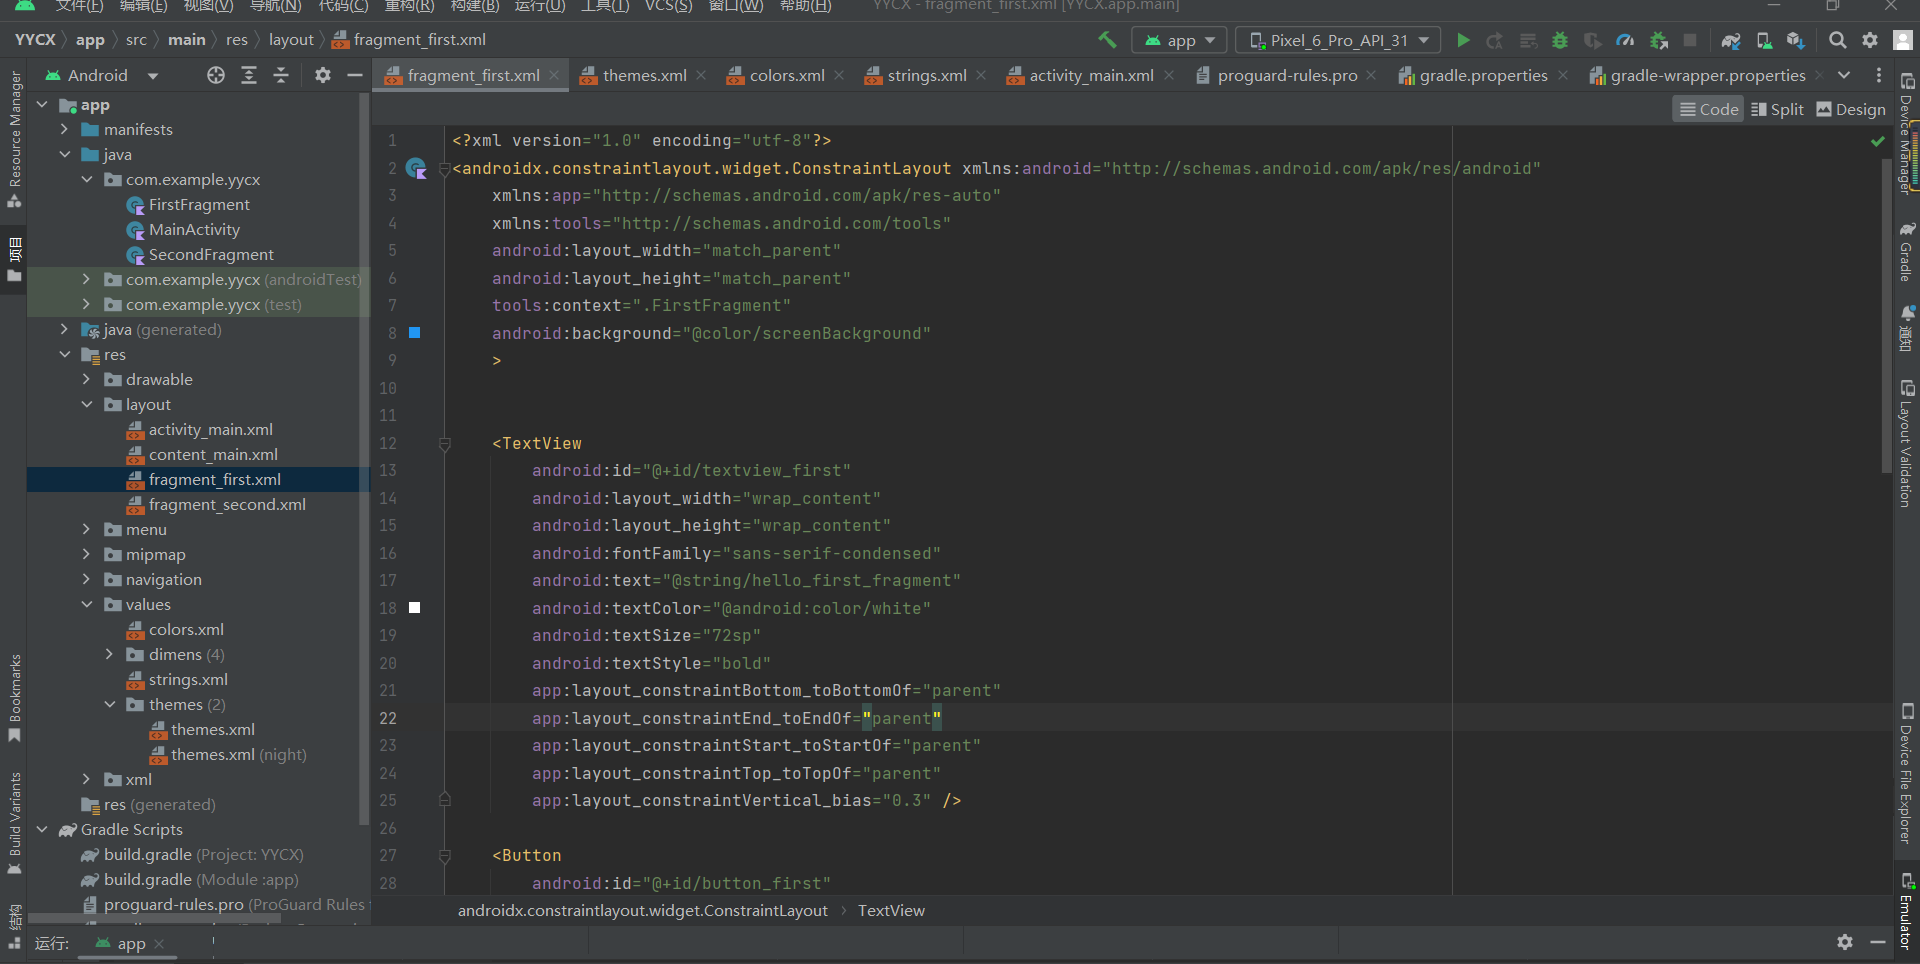 文件(F) 编辑(E) 视图(V) 导航(N) 代码(C) 重构(R) 构建(B) 运行(U) 工具(T) VCS(S) 窗口(W) 帮助(H) YYCX - fragment_first.xml [YYCX.app.main]
YYCX app src main res layout fragment_first.xml
app Pixel_6_Pro_API_31
Android
fragment_first.xml themes.xml colors.xml strings.xml activity_main.xml proguard-rules.pro gradle.properties gradle-wrapper.properties
Code Split Design
Resource Manager
项目
Bookmarks
Build Variants
结构
app
manifests
java
com.example.yycx
FirstFragment
MainActivity
SecondFragment
com.example.yycx (androidTest)
com.example.yycx (test)
java (generated)
res
drawable
layout
activity_main.xml
content_main.xml
fragment_first.xml
fragment_second.xml
menu
mipmap
navigation
values
colors.xml
dimens (4)
strings.xml
themes (2)
themes.xml
themes.xml (night)
xml
res (generated)
Gradle Scripts
build.gradle (Project: YYCX)
build.gradle (Module :app)
proguard-rules.pro (ProGuard Rules
1 <?xml version="1.0" encoding="utf-8"?>
2 <androidx.constraintlayout.widget.ConstraintLayout xmlns:android="http://schemas.android.com/apk/res/android"
3 xmlns:app="http://schemas.android.com/apk/res-auto"
4 xmlns:tools="http://schemas.android.com/tools"
5 android:layout_width="match_parent"
6 android:layout_height="match_parent"
7 tools:context=".FirstFragment"
8 android:background="@color/screenBackground"
9 >
10
11
12 <TextView
13 android:id="@+id/textview_first"
14 android:layout_width="wrap_content"
15 android:layout_height="wrap_content"
16 android:fontFamily="sans-serif-condensed"
17 android:text="@string/hello_first_fragment"
18 android:textColor="@android:color/white"
19 android:textSize="72sp"
20 android:textStyle="bold"
21 app:layout_constraintBottom_toBottomOf="parent"
22 app:layout_constraintEnd_toEndOf="parent"
23 app:layout_constraintStart_toStartOf="parent"
24 app:layout_constraintTop_toTopOf="parent"
25 app:layout_constraintVertical_bias="0.3" />
26
27 <Button
28 android:id="@+id/button_first"
androidx.constraintlayout.widget.ConstraintLayout TextView
Device Manager
Gradle
通知
Layout Validation
Device File Explorer
Emulator
运行: app